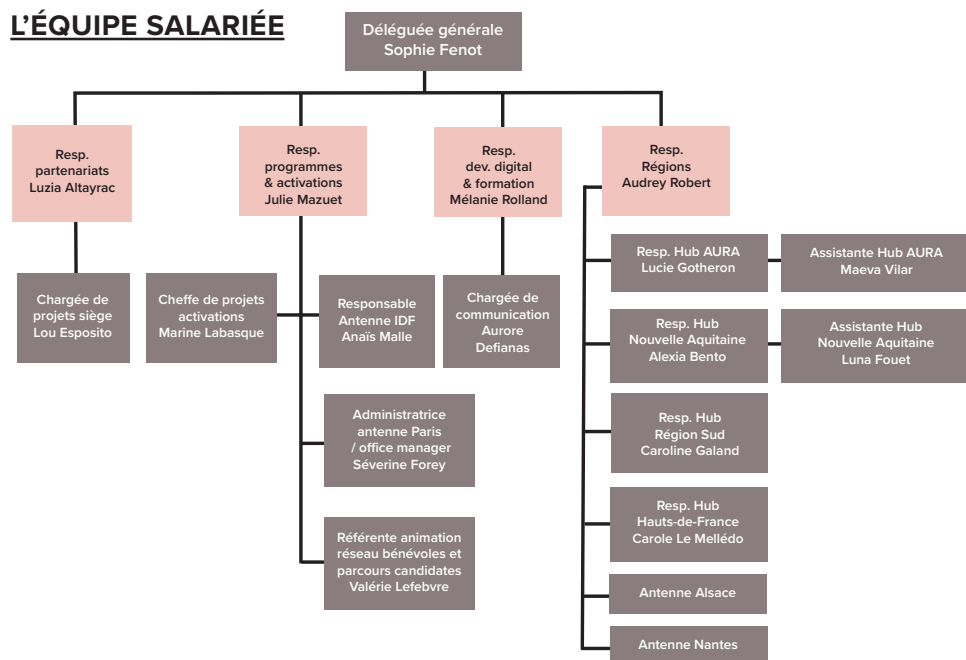 L'ÉQUIPE SALARIÉE
Déléguée générale
Sophie Fenot
Resp.
partenariats
Luzia Altayrac
Resp.
programmes
& activations
Julie Mazuet
Resp.
dev. digital
& formation
Mélanie Rolland
Resp.
Régions
Audrey Robert
Chargée de
projets siège
Lou Esposito
Cheffe de projets
activations
Marine Labasque
Responsable
Antenne IDF
Anaïs Malle
Administratrice
antenne Paris
/ office manager
Séverine Forey
Référente animation
réseau bénévoles et
parcours candidates
Valérie Lefebvre
Chargée de
communication
Aurore
Defianas
Resp. Hub AURA
Lucie Gotheron
Assistante Hub AURA
Maeva Vilar
Resp. Hub
Nouvelle Aquitaine
Alexia Bento
Assistante Hub
Nouvelle Aquitaine
Luna Fouet
Resp. Hub
Région Sud
Caroline Galand
Resp. Hub
Hauts-de-France
Carole Le Mellédo
Antenne Alsace
Antenne Nantes